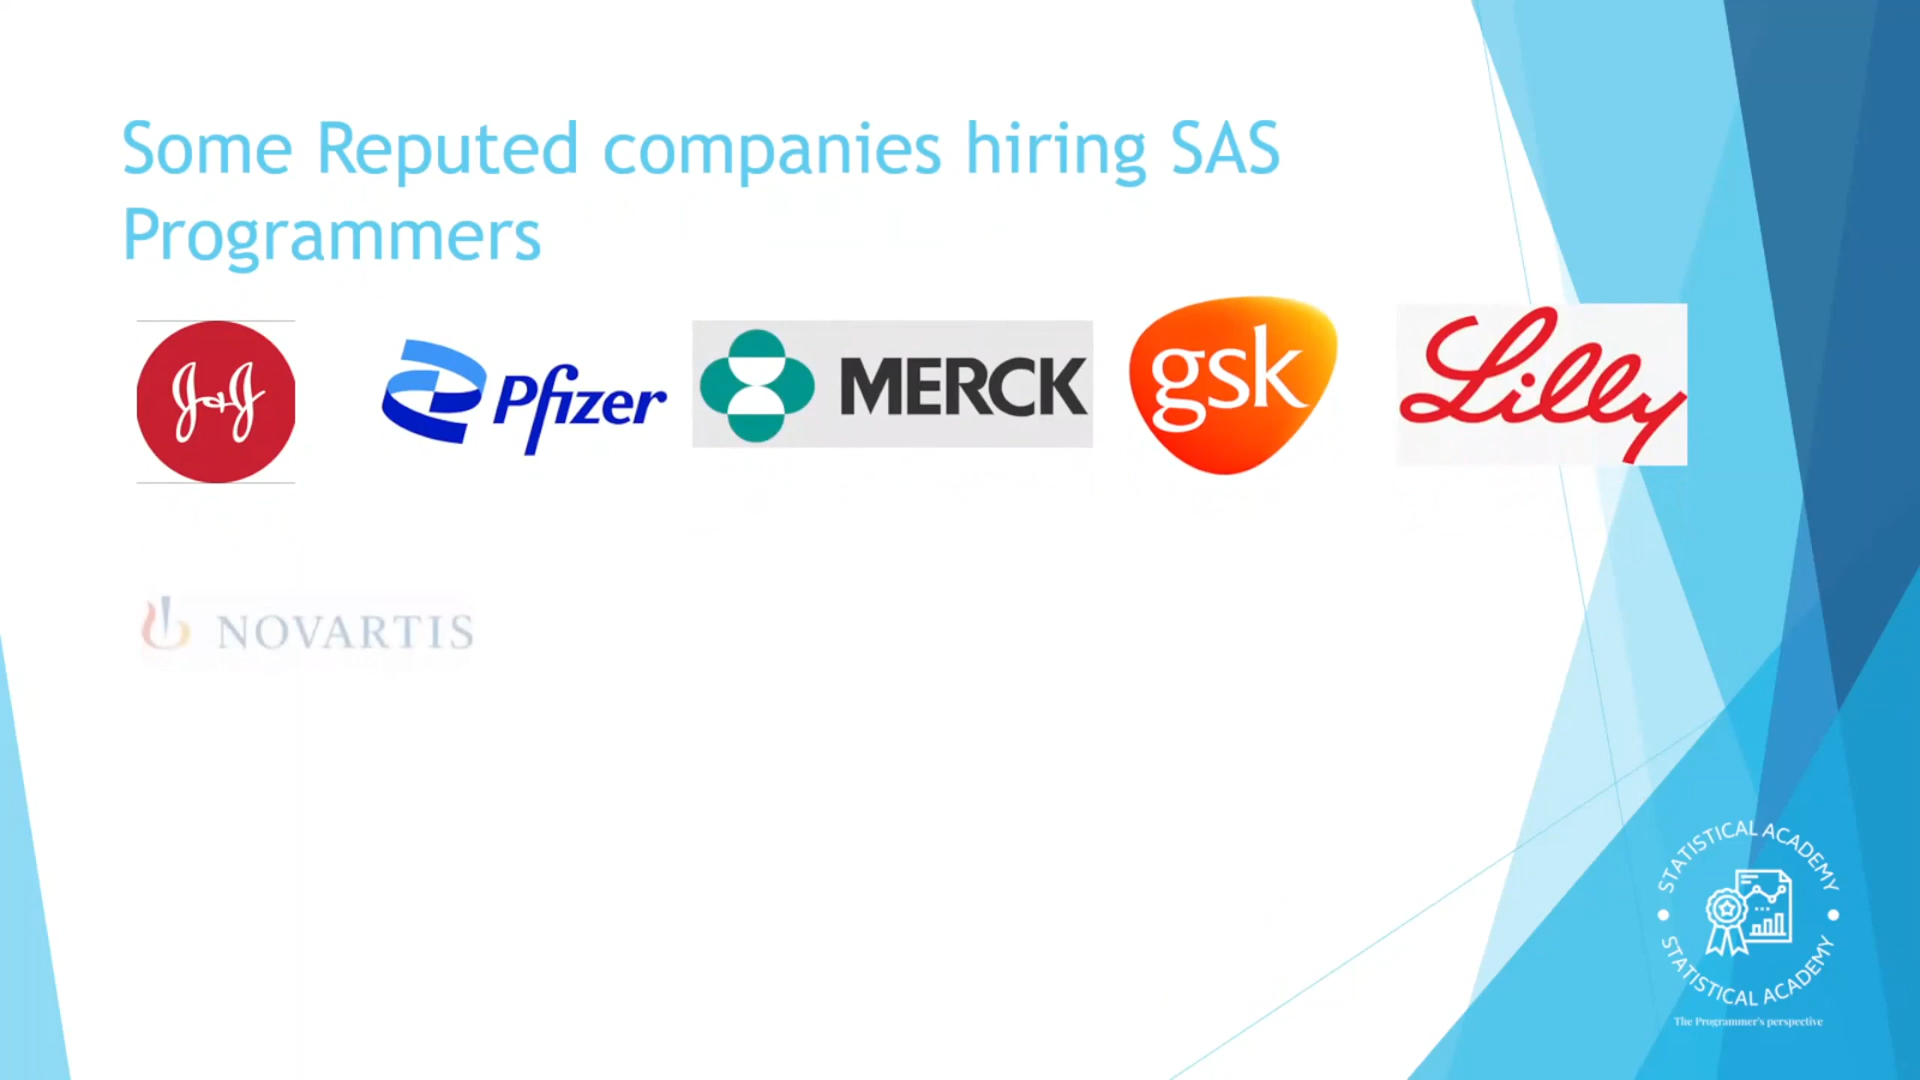 Some Reputed companies hiring SAS
Programmers
J&J
Pfizer
MERCK
gsk
Lilly
NOVARTIS
STATISTICAL ACADEMY
STATISTICAL ACADEMY
The Programmer's perspective